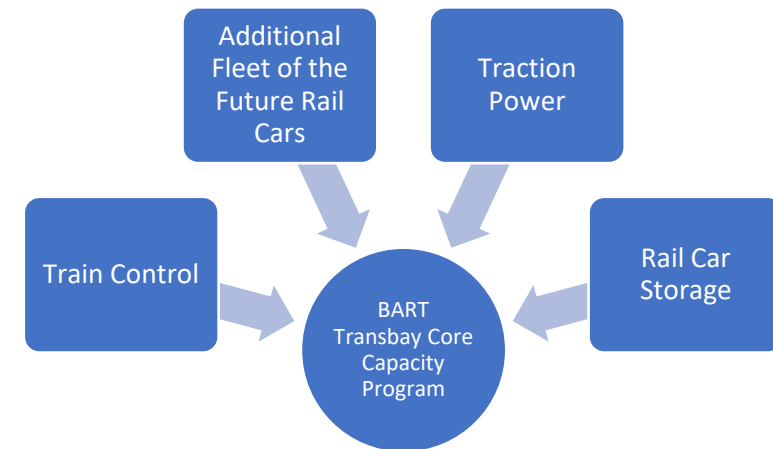 Additional
Fleet of the
Future Rail
Cars
Traction
Power
Train Control
Rail Car
Storage
BART
Transbay Core
Capacity
Program